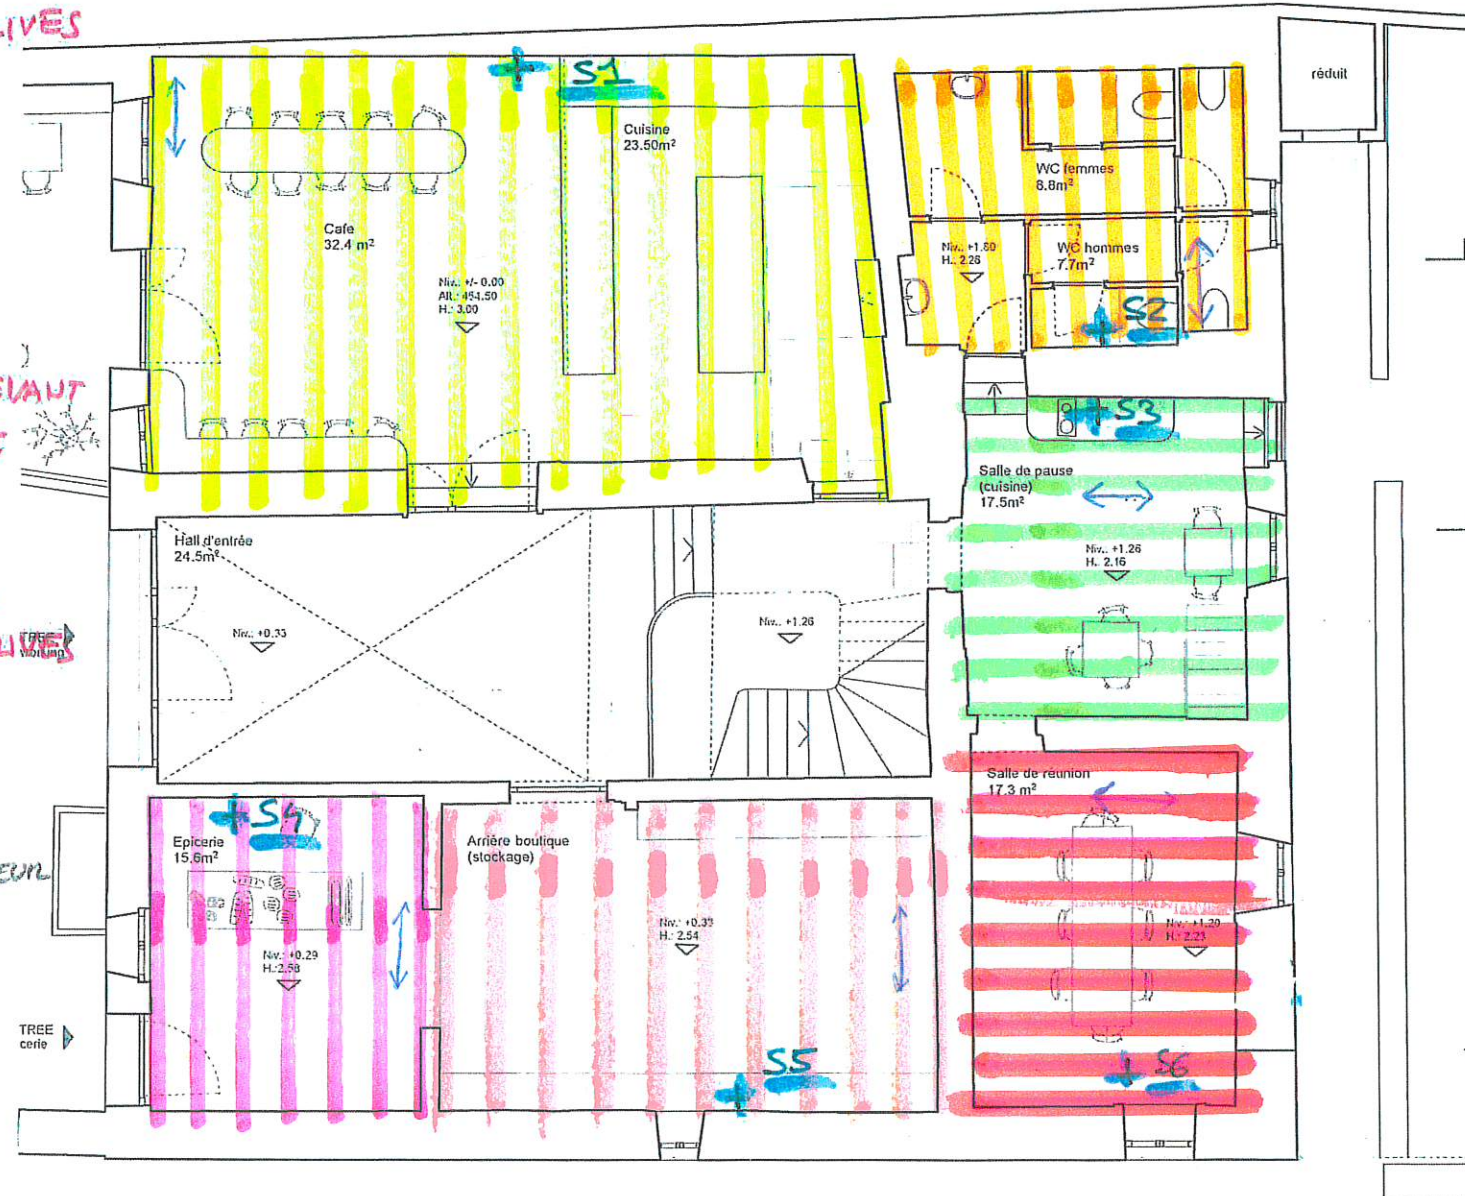 réduit
S1
Cuisine
23.50m²
WC femmes
8.8m²
Cafe
32.4 m²
Niv.: +1.80
H.: 2.26
WC hommes
7.7m²
Niv.: +/- 0.00
Alt.: 454.50
H.: 3.00
S2
S3
Salle de pause
(cuisine)
17.5m²
Hall d'entrée
24.5m²
Niv.: +1.26
H.: 2.16
Niv.: +0.33
Niv.: +1.26
Salle de réunion
17.3 m²
S4
Epicerie
15.6m²
Arrière boutique
(stockage)
Niv.: +0.33
H.: 2.54
Niv.: +1.20
H.: 2.23
Niv.: +0.29
H.: 2.58
TREE
cerie
S5
S6